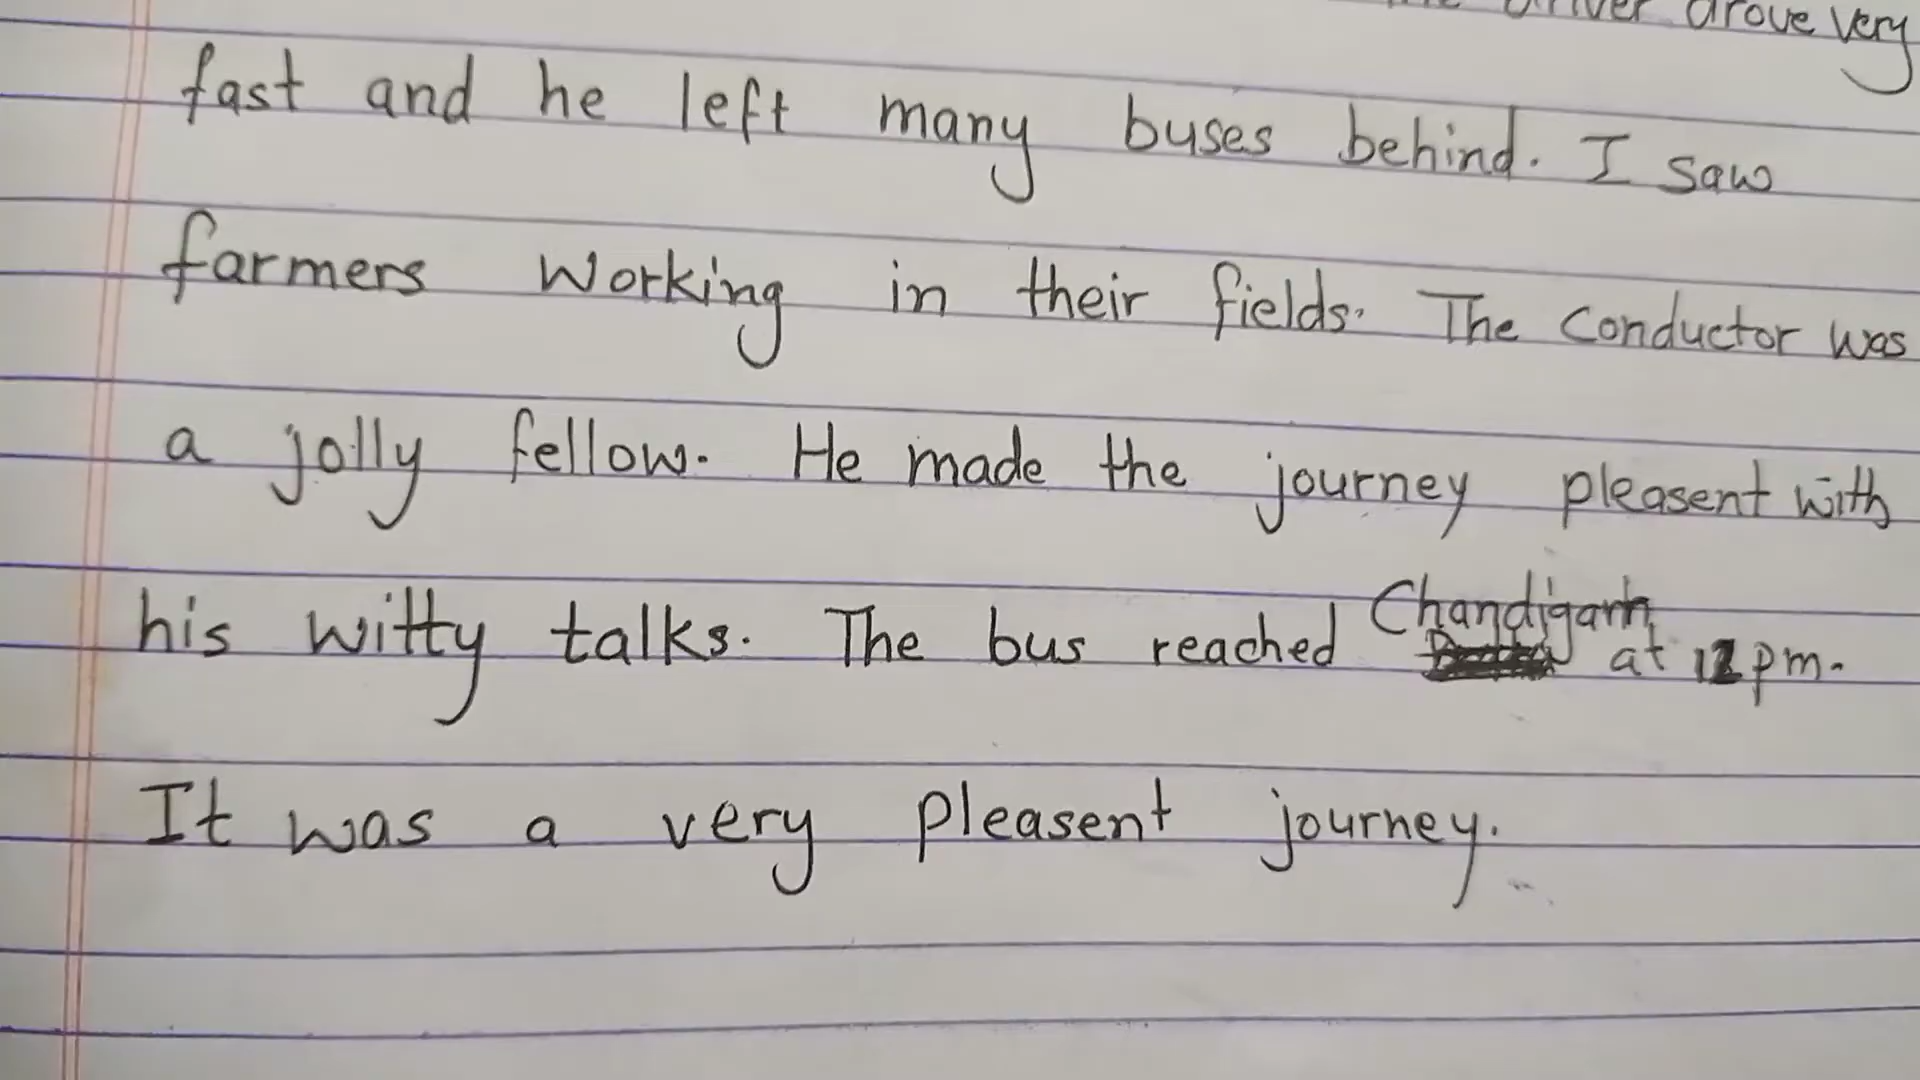 driver drove very
fast and he left many buses behind. I saw
farmers working in their fields. The conductor was
a jolly fellow. He made the journey pleasent with
his witty talks. The bus reached Chandigarh at 12 pm.
It was a very pleasent journey.